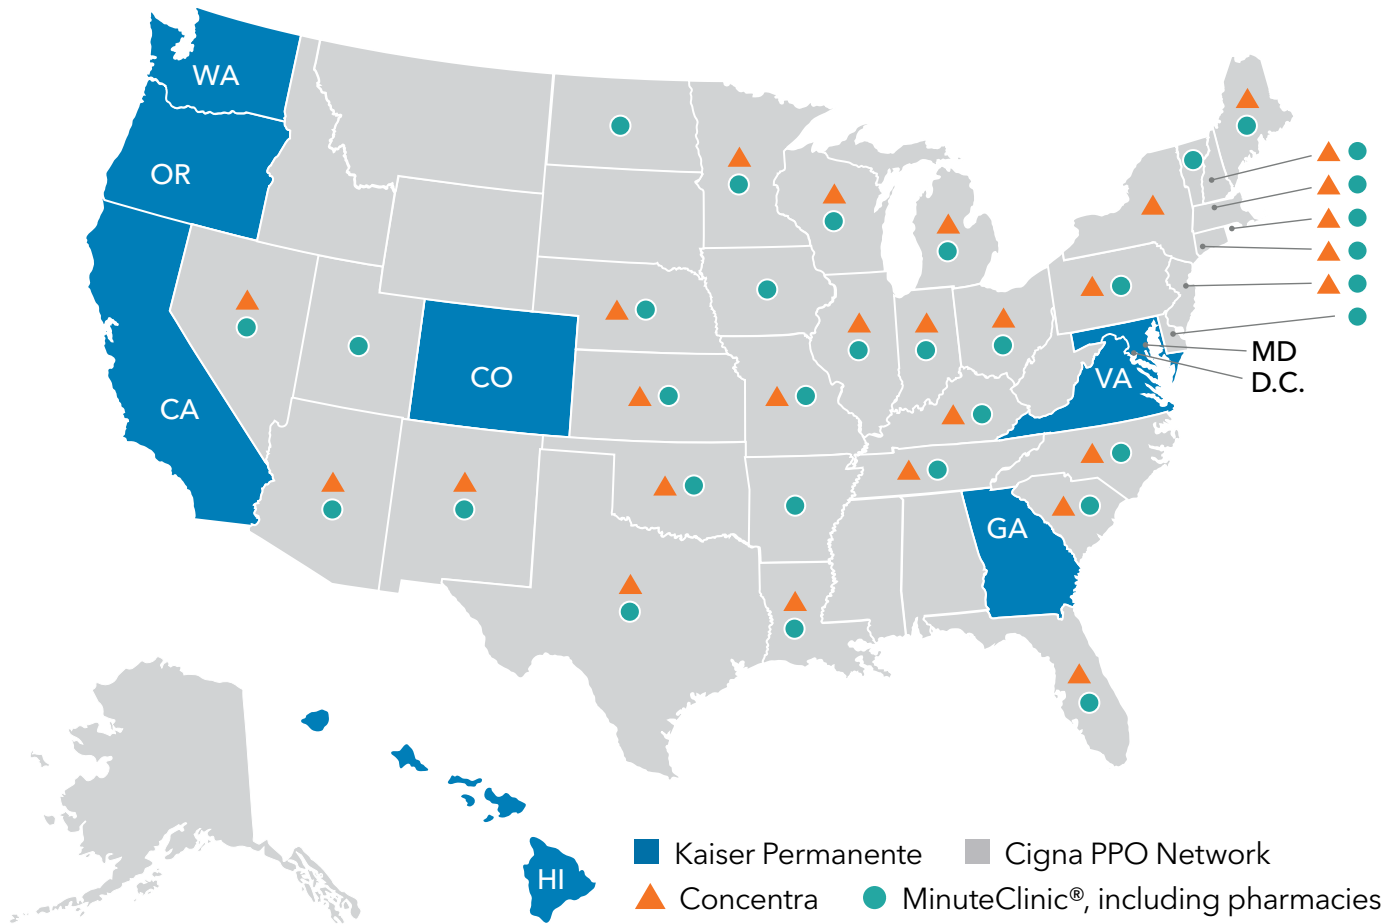 WA
OR
CO
MD
VA
D.C.
CA
GA
HI
Kaiser Permanente
Cigna PPO Network
Concentra
MinuteClinic®, including pharmacies